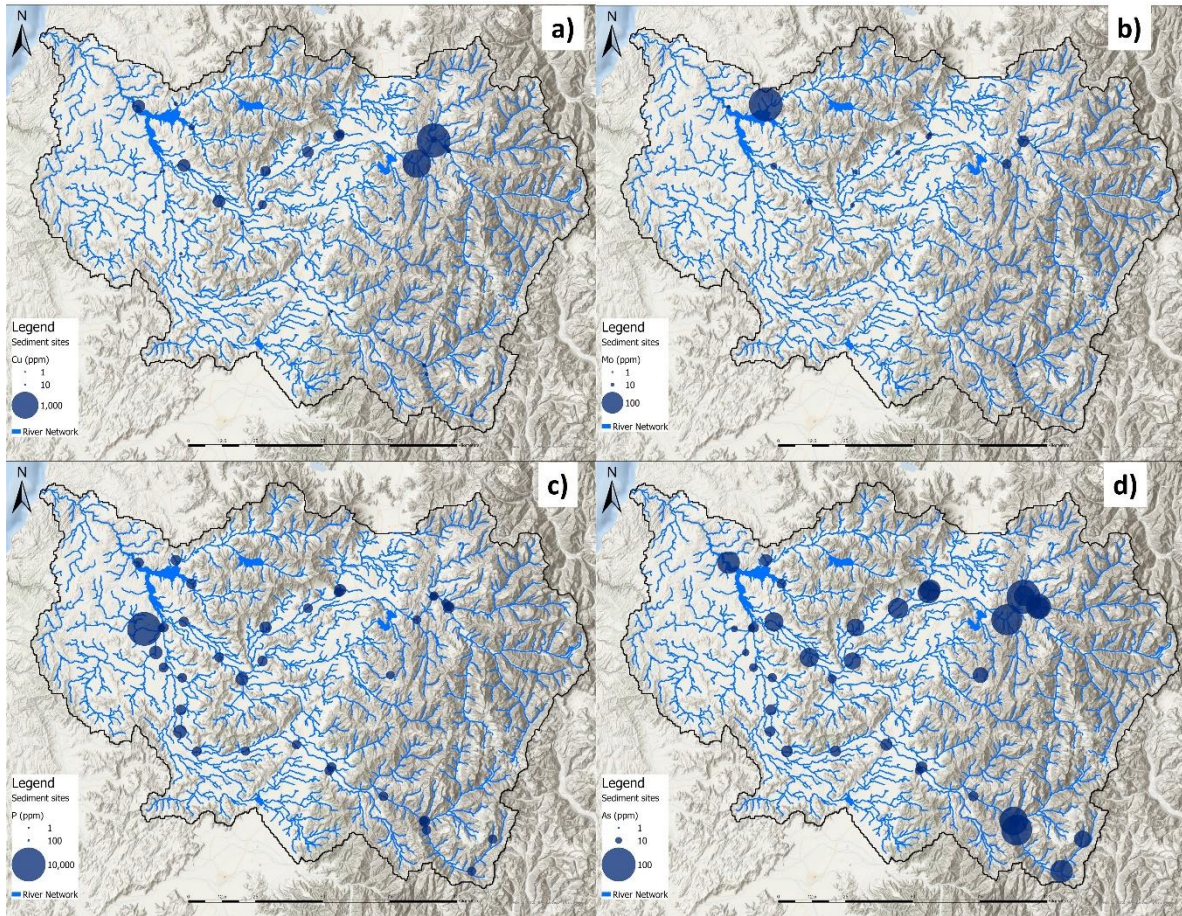 N
a)
Legend
Sediment sites
Cu (ppm)
1
10
1,000
River Network
N
b)
Legend
Sediment sites
Mo (ppm)
1
10
100
River Network
N
c)
Legend
Sediment sites
P (ppm)
1
100
10,000
River Network
N
d)
Legend
Sediment sites
As (ppm)
1
10
100
River Network